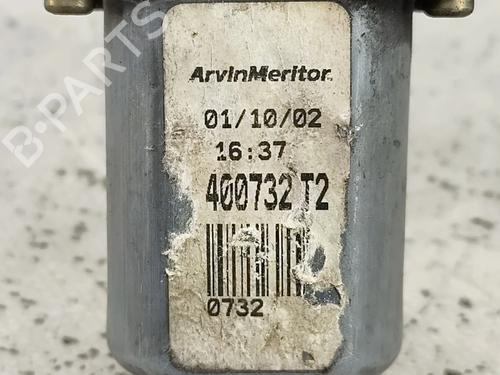 B-PARTS
ArvinMeritor
01/10/02
16:37
400732 T2
0732